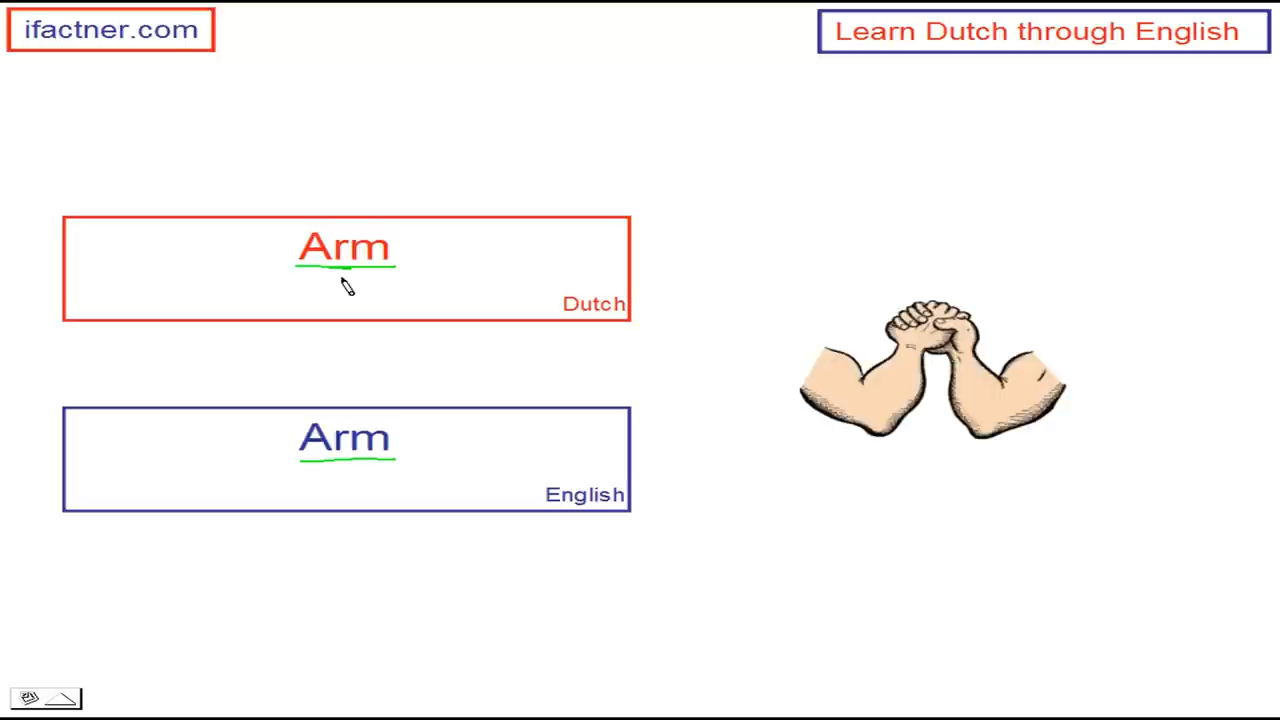 ifactner.com
Learn Dutch through English
Arm
Dutch
Arm
English